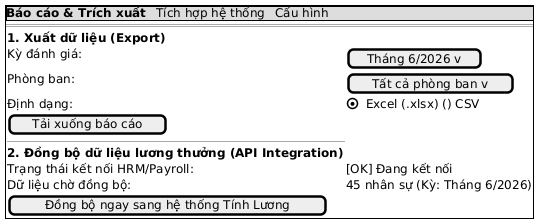 Báo cáo & Trích xuất Tích hợp hệ thống Cấu hình
1. Xuất dữ liệu (Export)
Kỳ đánh giá: Tháng 6/2026 v
Phòng ban: Tất cả phòng ban v
Định dạng: Excel (.xlsx) () CSV
Tải xuống báo cáo
2. Đồng bộ dữ liệu lương thưởng (API Integration)
Trạng thái kết nối HRM/Payroll: [OK] Đang kết nối
Dữ liệu chờ đồng bộ: 45 nhân sự (Kỳ: Tháng 6/2026)
Đồng bộ ngay sang hệ thống Tính Lương